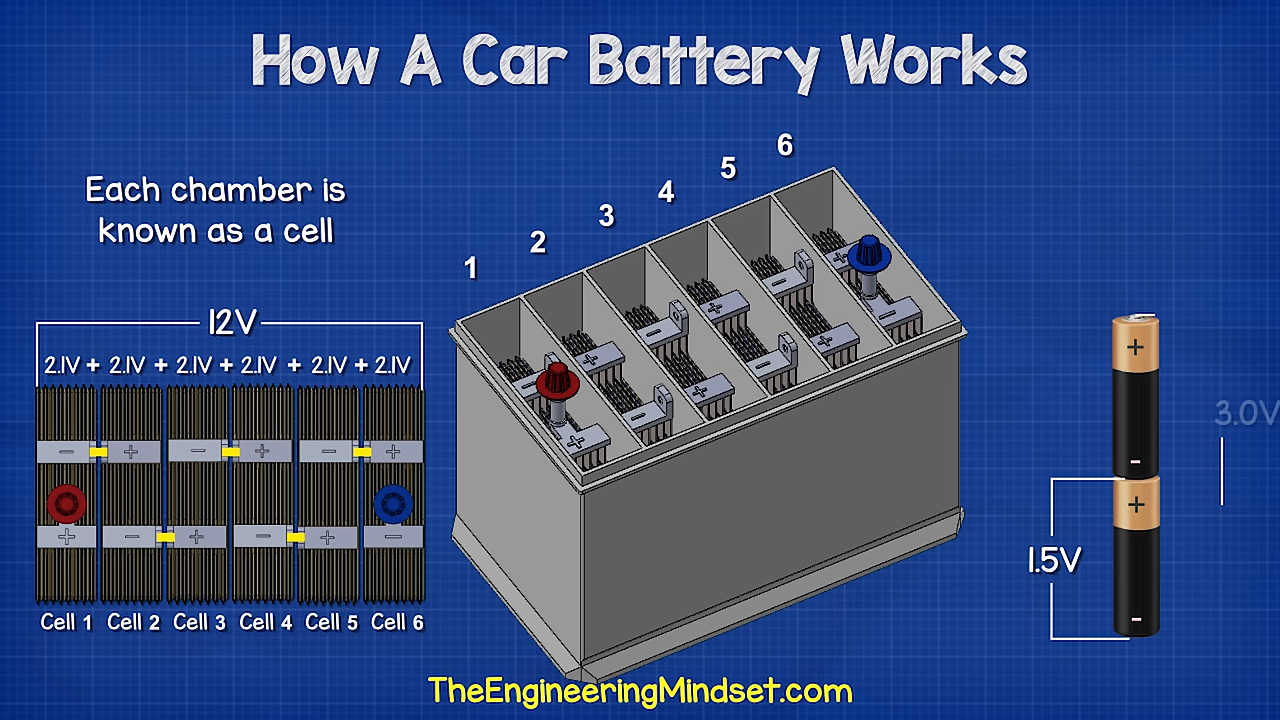 How A Car Battery Works
Each chamber is
known as a cell
1
2
3
4
5
6
12V
2.1V + 2.1V + 2.1V + 2.1V + 2.1V + 2.1V
− + − + − +
+ − + − + −
Cell 1 Cell 2 Cell 3 Cell 4 Cell 5 Cell 6
+
-
+
-
3.0V
1.5V
TheEngineeringMindset.com